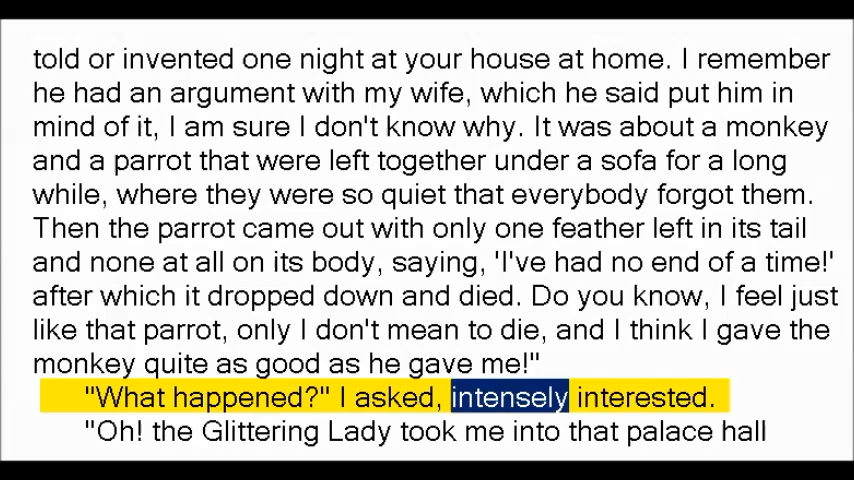 told or invented one night at your house at home. I remember
he had an argument with my wife, which he said put him in
mind of it, I am sure I don't know why. It was about a monkey
and a parrot that were left together under a sofa for a long
while, where they were so quiet that everybody forgot them.
Then the parrot came out with only one feather left in its tail
and none at all on its body, saying, 'I've had no end of a time!'
after which it dropped down and died. Do you know, I feel just
like that parrot, only I don't mean to die, and I think I gave the
monkey quite as good as he gave me!"
"What happened?" I asked, intensely interested.
"Oh! the Glittering Lady took me into that palace hall